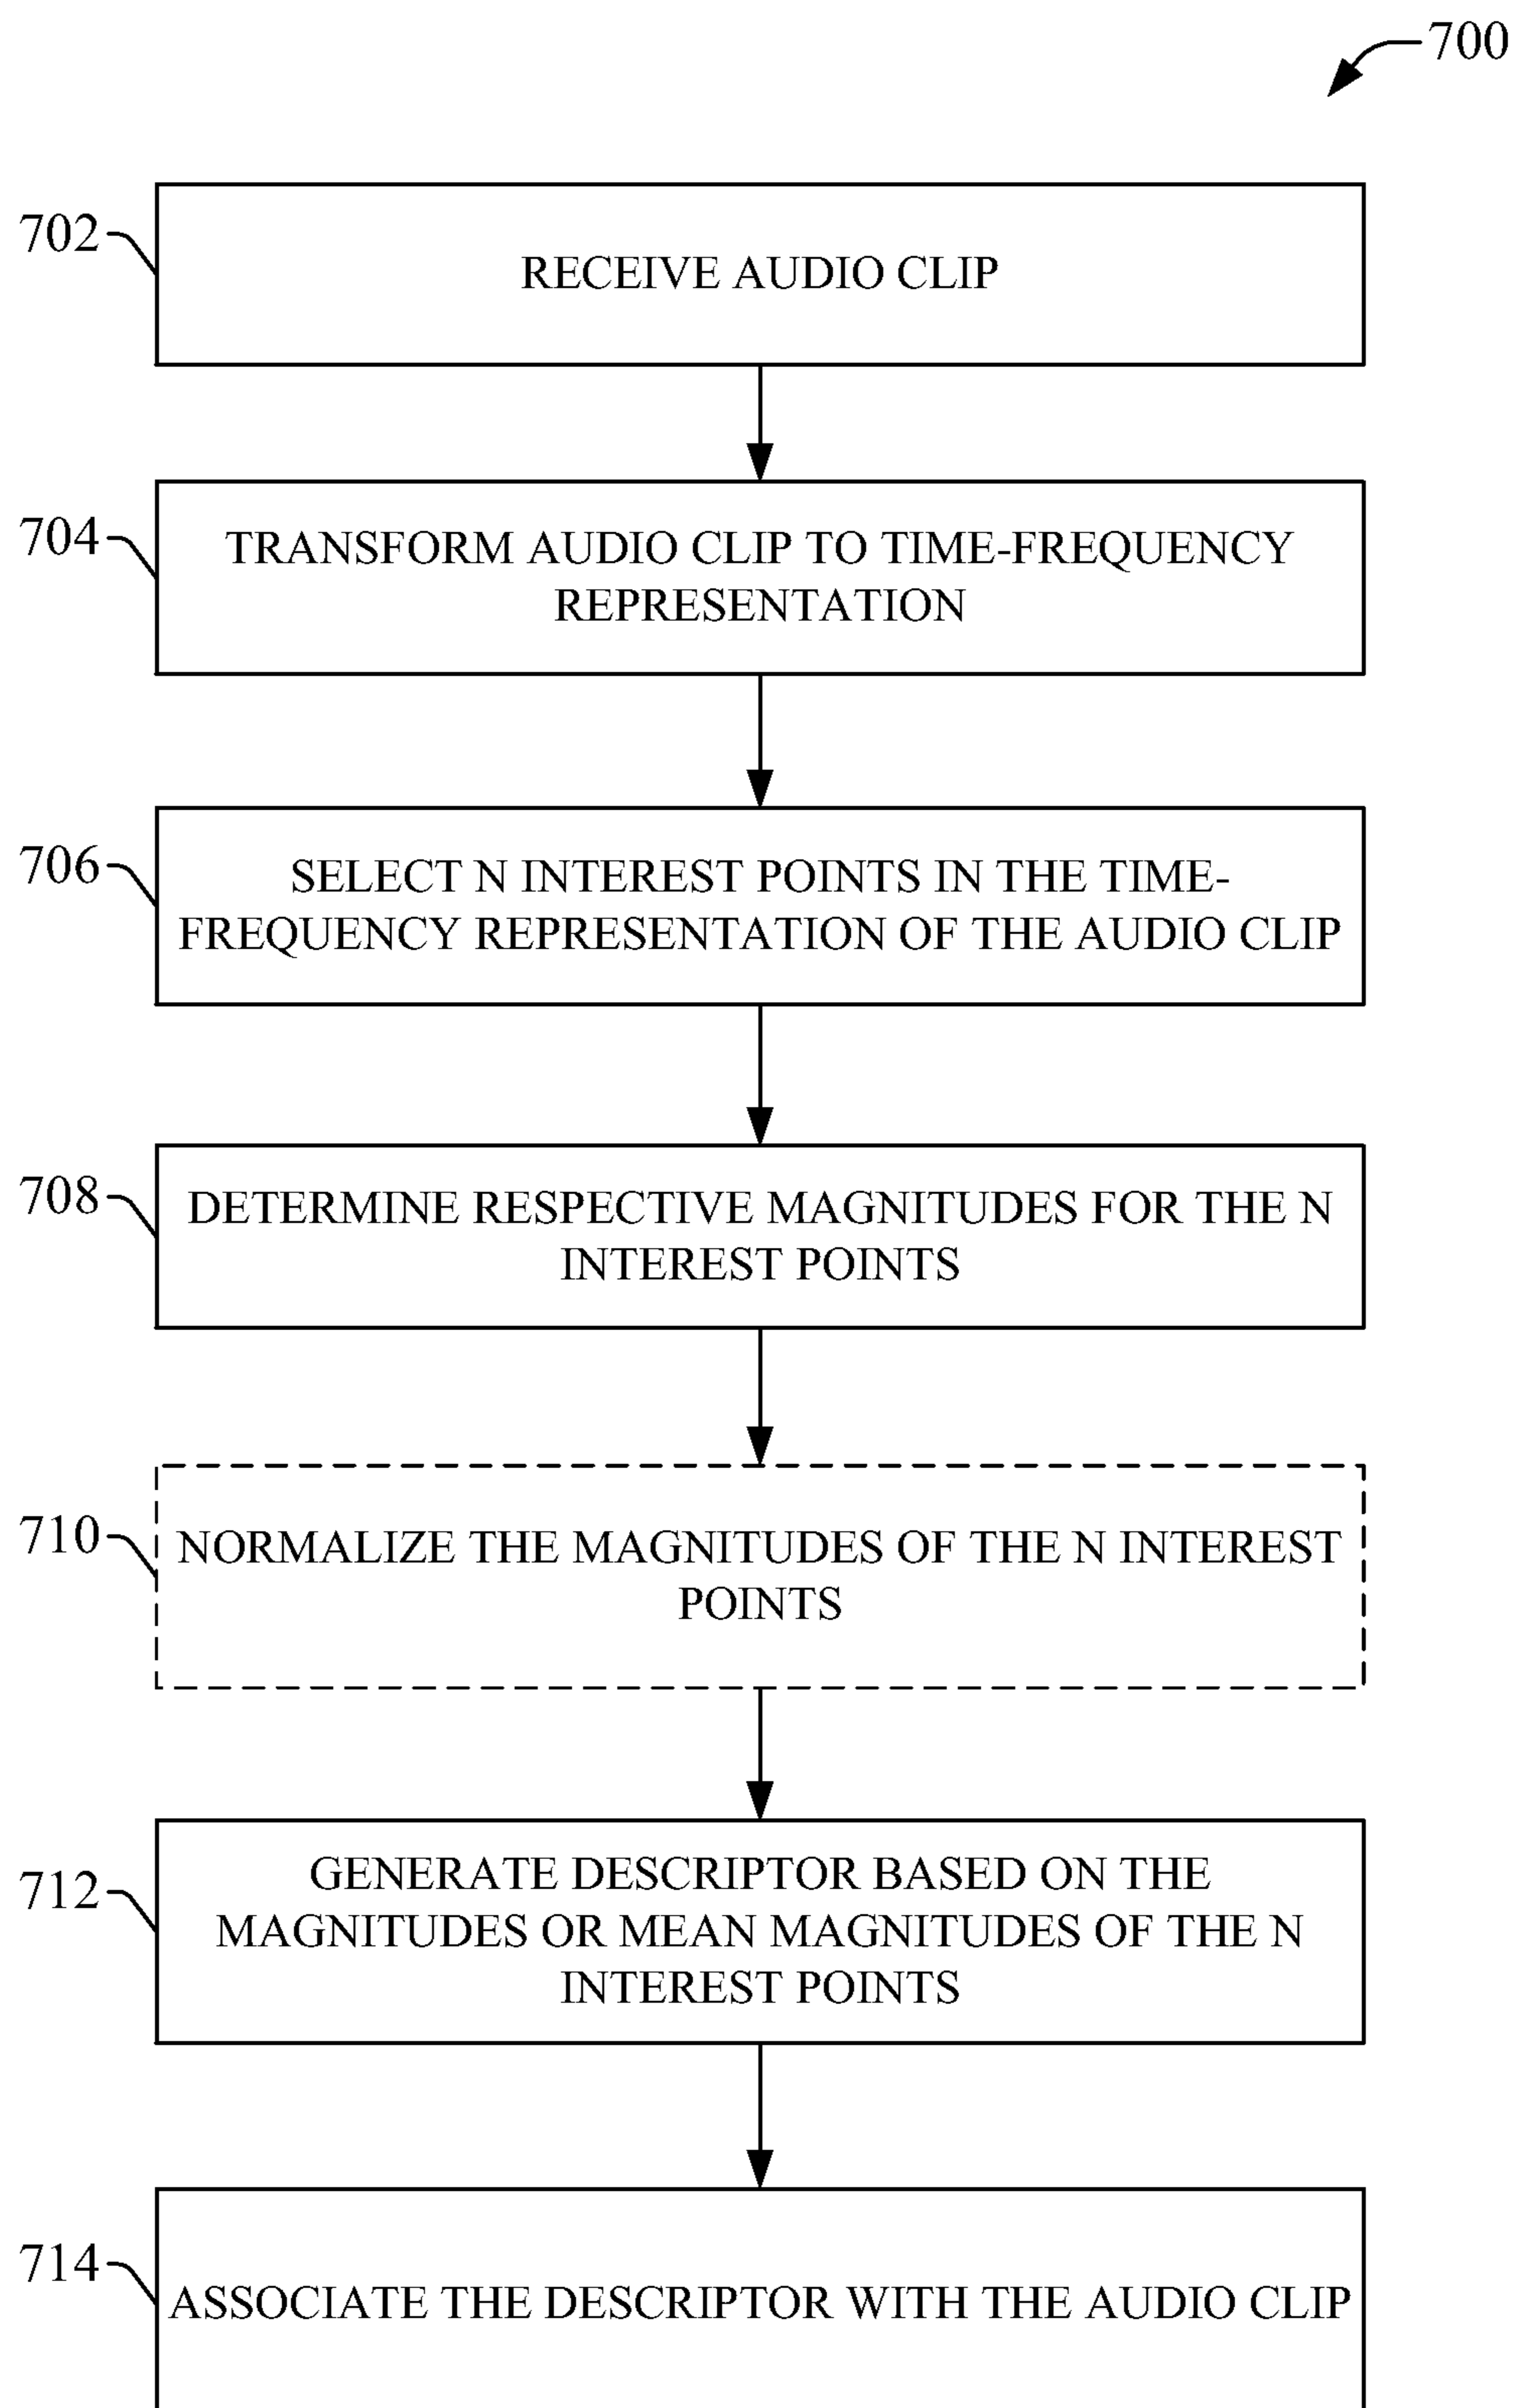 700
702
RECEIVE AUDIO CLIP
704
TRANSFORM AUDIO CLIP TO TIME-FREQUENCY
REPRESENTATION
706
SELECT N INTEREST POINTS IN THE TIME-
FREQUENCY REPRESENTATION OF THE AUDIO CLIP
708
DETERMINE RESPECTIVE MAGNITUDES FOR THE N
INTEREST POINTS
710
NORMALIZE THE MAGNITUDES OF THE N INTEREST
POINTS
712
GENERATE DESCRIPTOR BASED ON THE
MAGNITUDES OR MEAN MAGNITUDES OF THE N
INTEREST POINTS
714
ASSOCIATE THE DESCRIPTOR WITH THE AUDIO CLIP